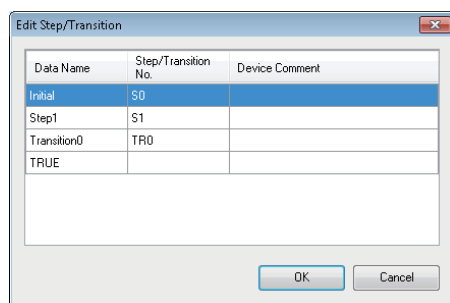 Edit Step/Transition
Data Name
Step/Transition No.
Device Comment
Initial S0
Step1 S1
Transition0 TR0
TRUE
OK
Cancel